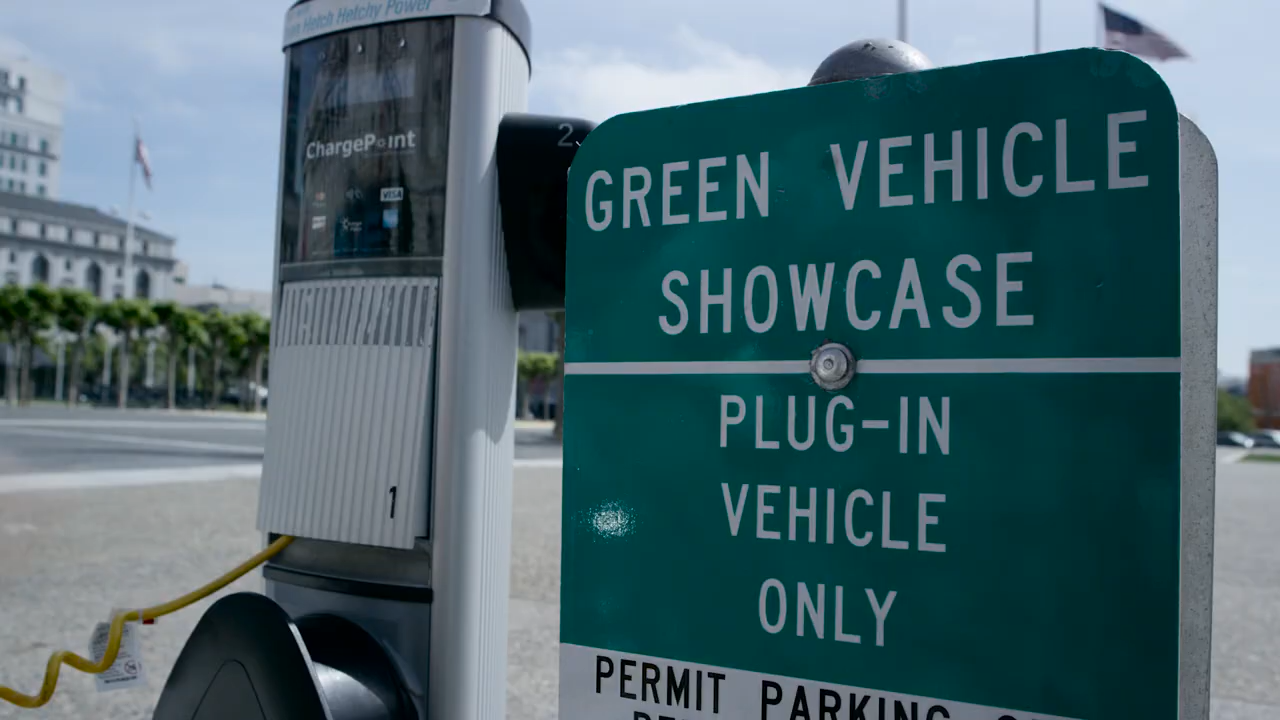 Hetch Hetchy Power
ChargePoint
VISA
1
2
GREEN VEHICLE
SHOWCASE
PLUG-IN
VEHICLE
ONLY
PERMIT PARKING